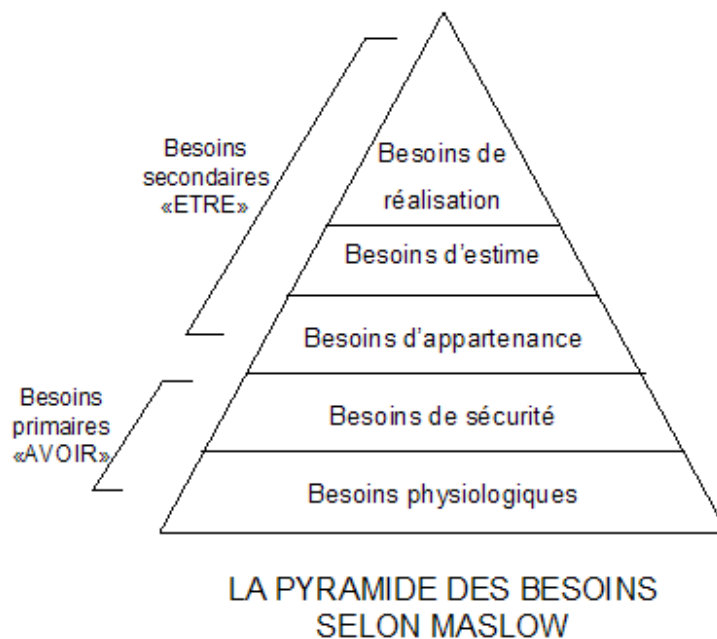 Besoins
secondaires
«ETRE»
Besoins de
réalisation
Besoins d'estime
Besoins d'appartenance
Besoins
primaires
«AVOIR»
Besoins de sécurité
Besoins physiologiques
LA PYRAMIDE DES BESOINS
SELON MASLOW